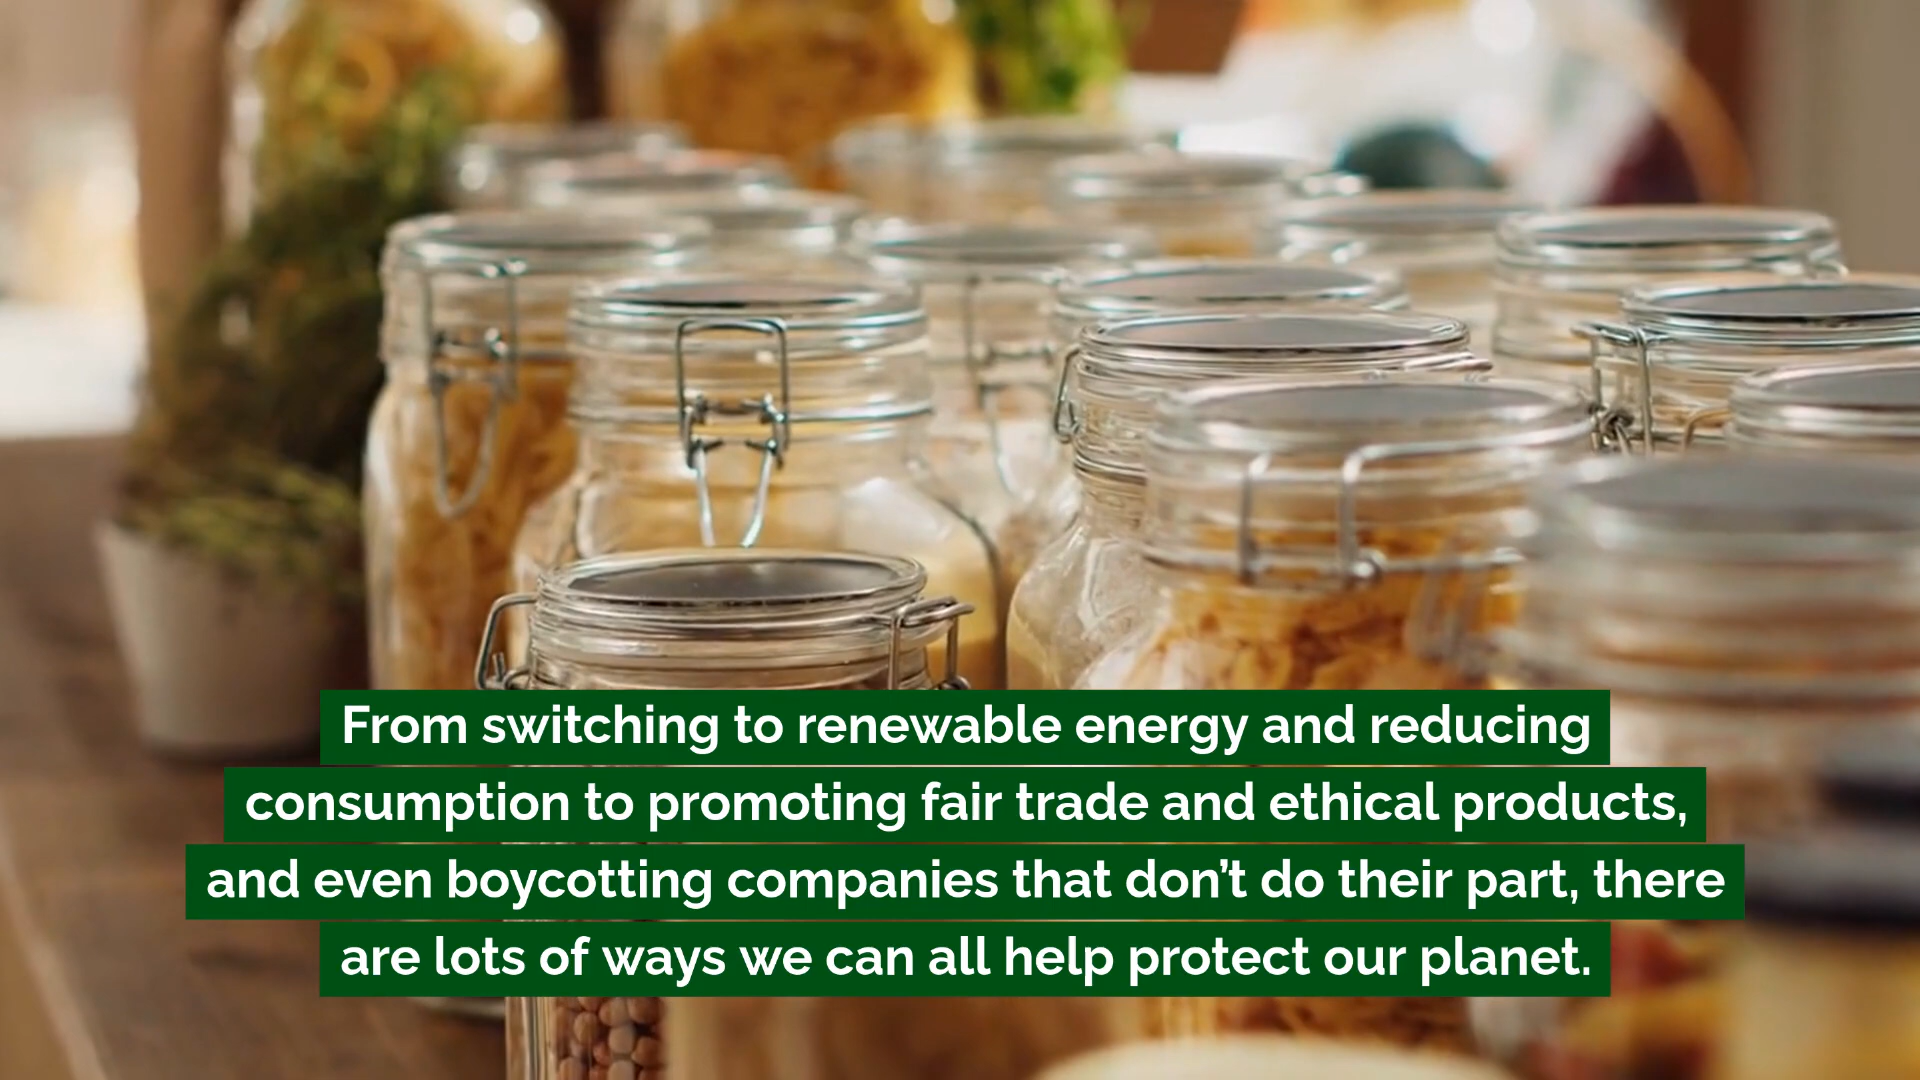 From switching to renewable energy and reducing
consumption to promoting fair trade and ethical products,
and even boycotting companies that don’t do their part, there
are lots of ways we can all help protect our planet.